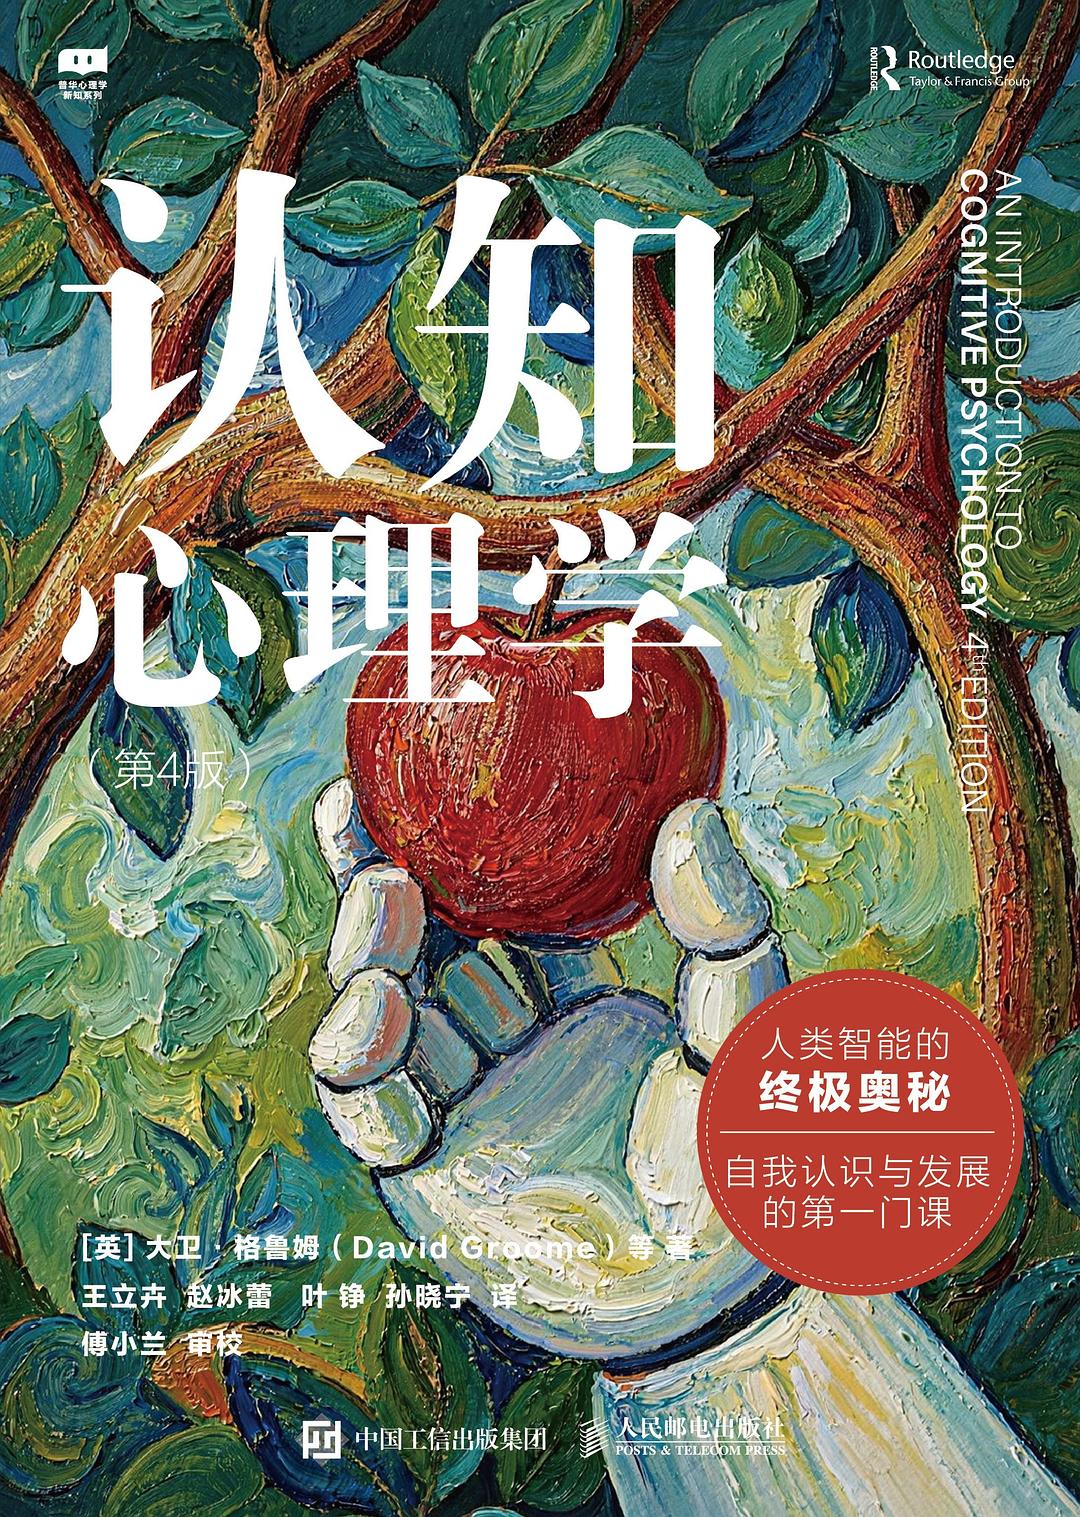 普华心理学
新知系列
ROUTLEDGE
Routledge
Taylor & Francis Group
认知
心理学
（第4版）
AN INTRODUCTION TO
COGNITIVE PSYCHOLOGY 4TH EDITION
人类智能的
终极奥秘
自我认识与发展
的第一门课
[英] 大卫·格鲁姆（David Groome）等 著
王立卉 赵冰蕾 叶铮 孙晓宁 译
傅小兰 审校
中国工信出版集团
人民邮电出版社
POSTS & TELECOM PRESS